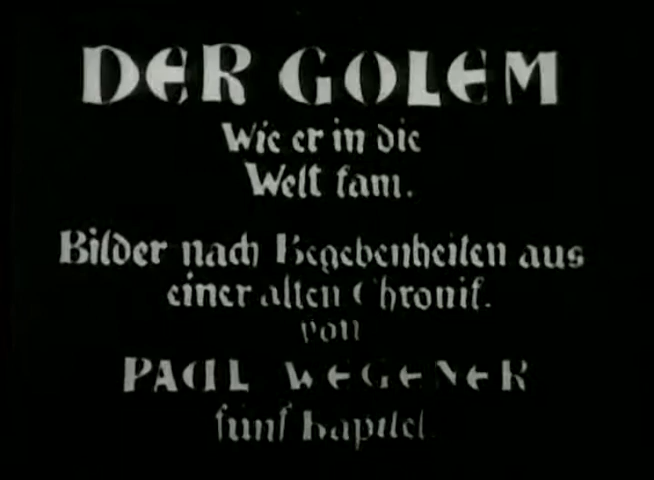 DER GOLEM
Wie er in die
Welt kam.
Bilder nach Begebenheiten aus
einer alten Chronik.
von
PAUL WEGENER
fünf Kapitel